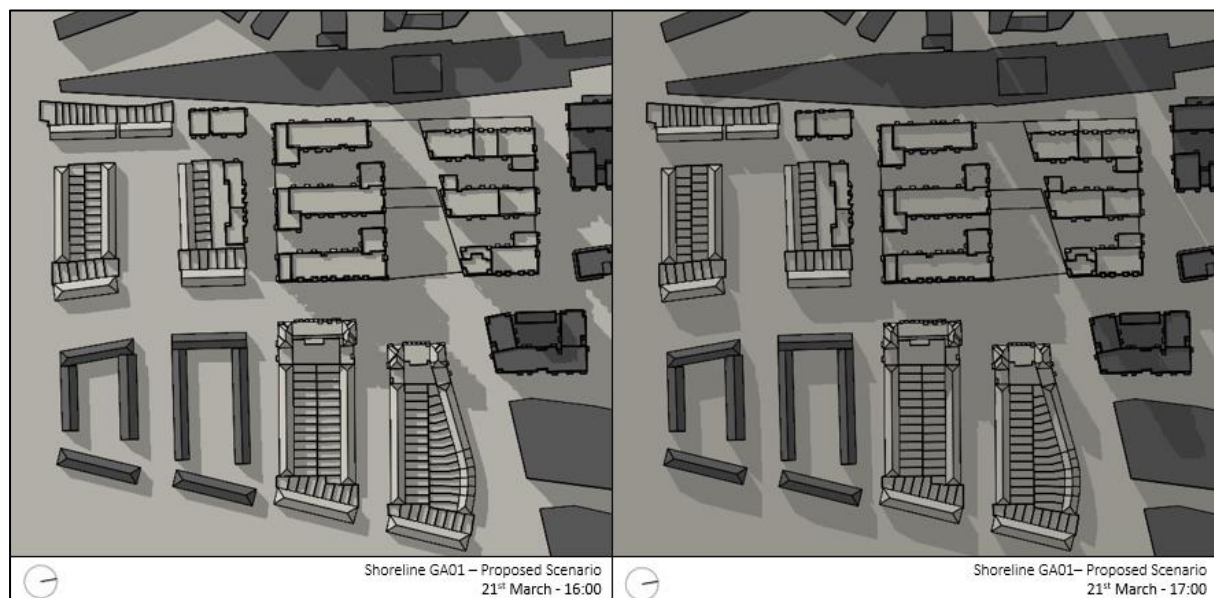 Shoreline GA01 – Proposed Scenario
21st March - 16:00
Shoreline GA01– Proposed Scenario
21st March - 17:00